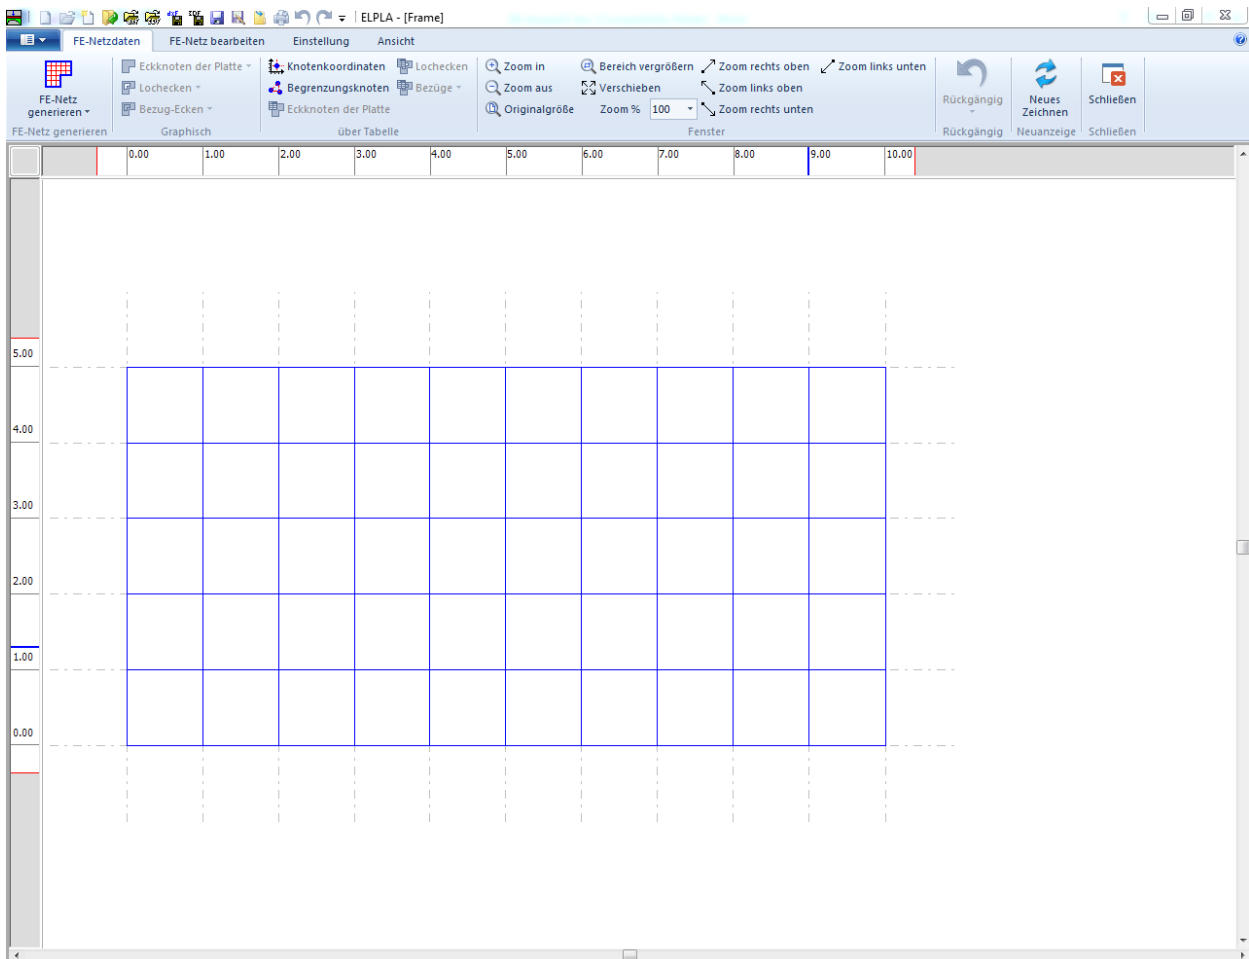 ELPLA - [Frame]
FE-Netzdaten FE-Netz bearbeiten Einstellung Ansicht
Eckknoten der Platte Knotenkoordinaten Lochecken Zoom in Bereich vergrößern Zoom rechts oben Zoom links unten
Lochecken Begrenzungsknoten Bezüge Zoom aus Verschieben Zoom links oben
FE-Netz generieren Bezug-Ecken Eckknoten der Platte Originalgröße Zoom % 100 Zoom rechts unten Rückgängig Neues Zeichnen Schließen
FE-Netz generieren Graphisch über Tabelle Fenster Rückgängig Neuanzeige Schließen
0.00 1.00 2.00 3.00 4.00 5.00 6.00 7.00 8.00 9.00 10.00
5.00
4.00
3.00
2.00
1.00
0.00